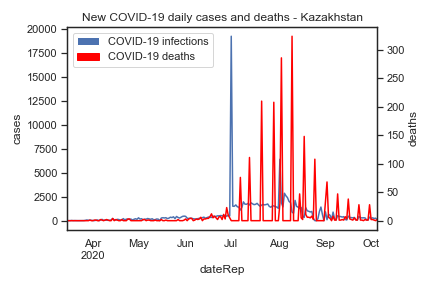 New COVID-19 daily cases and deaths - Kazakhstan
COVID-19 infections
COVID-19 deaths
20000
17500
15000
12500
10000
7500
5000
2500
0
cases
300
250
200
150
100
50
0
deaths
Apr May Jun Jul Aug Sep Oct
2020
dateRep